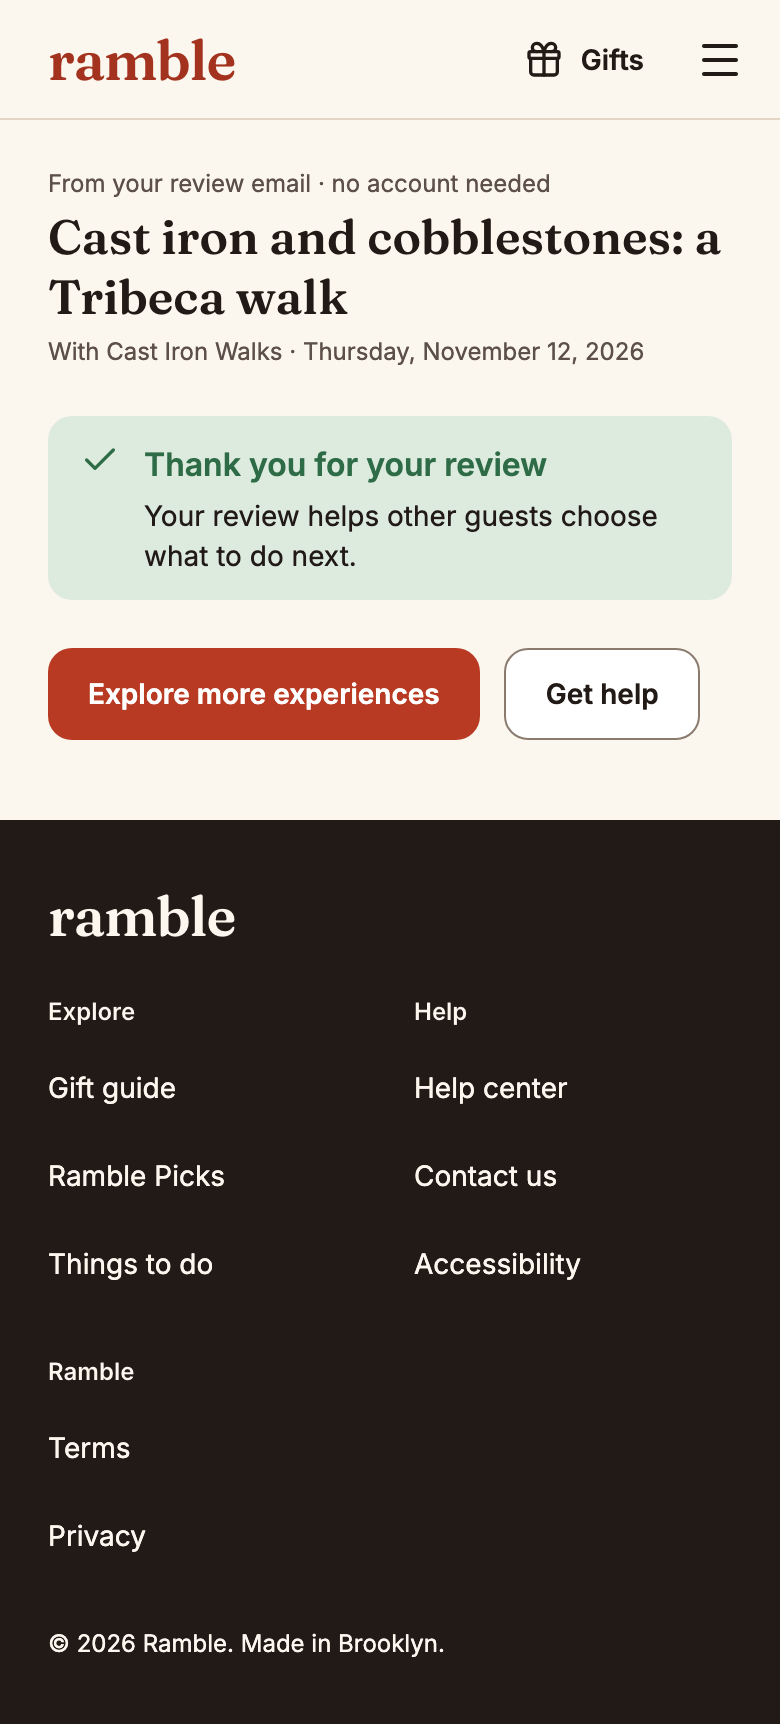 ramble
Gifts
From your review email · no account needed
Cast iron and cobblestones: a
Tribeca walk
With Cast Iron Walks · Thursday, November 12, 2026
Thank you for your review
Your review helps other guests choose
what to do next.
Explore more experiences
Get help
ramble
Explore
Gift guide
Ramble Picks
Things to do
Help
Help center
Contact us
Accessibility
Ramble
Terms
Privacy
© 2026 Ramble. Made in Brooklyn.